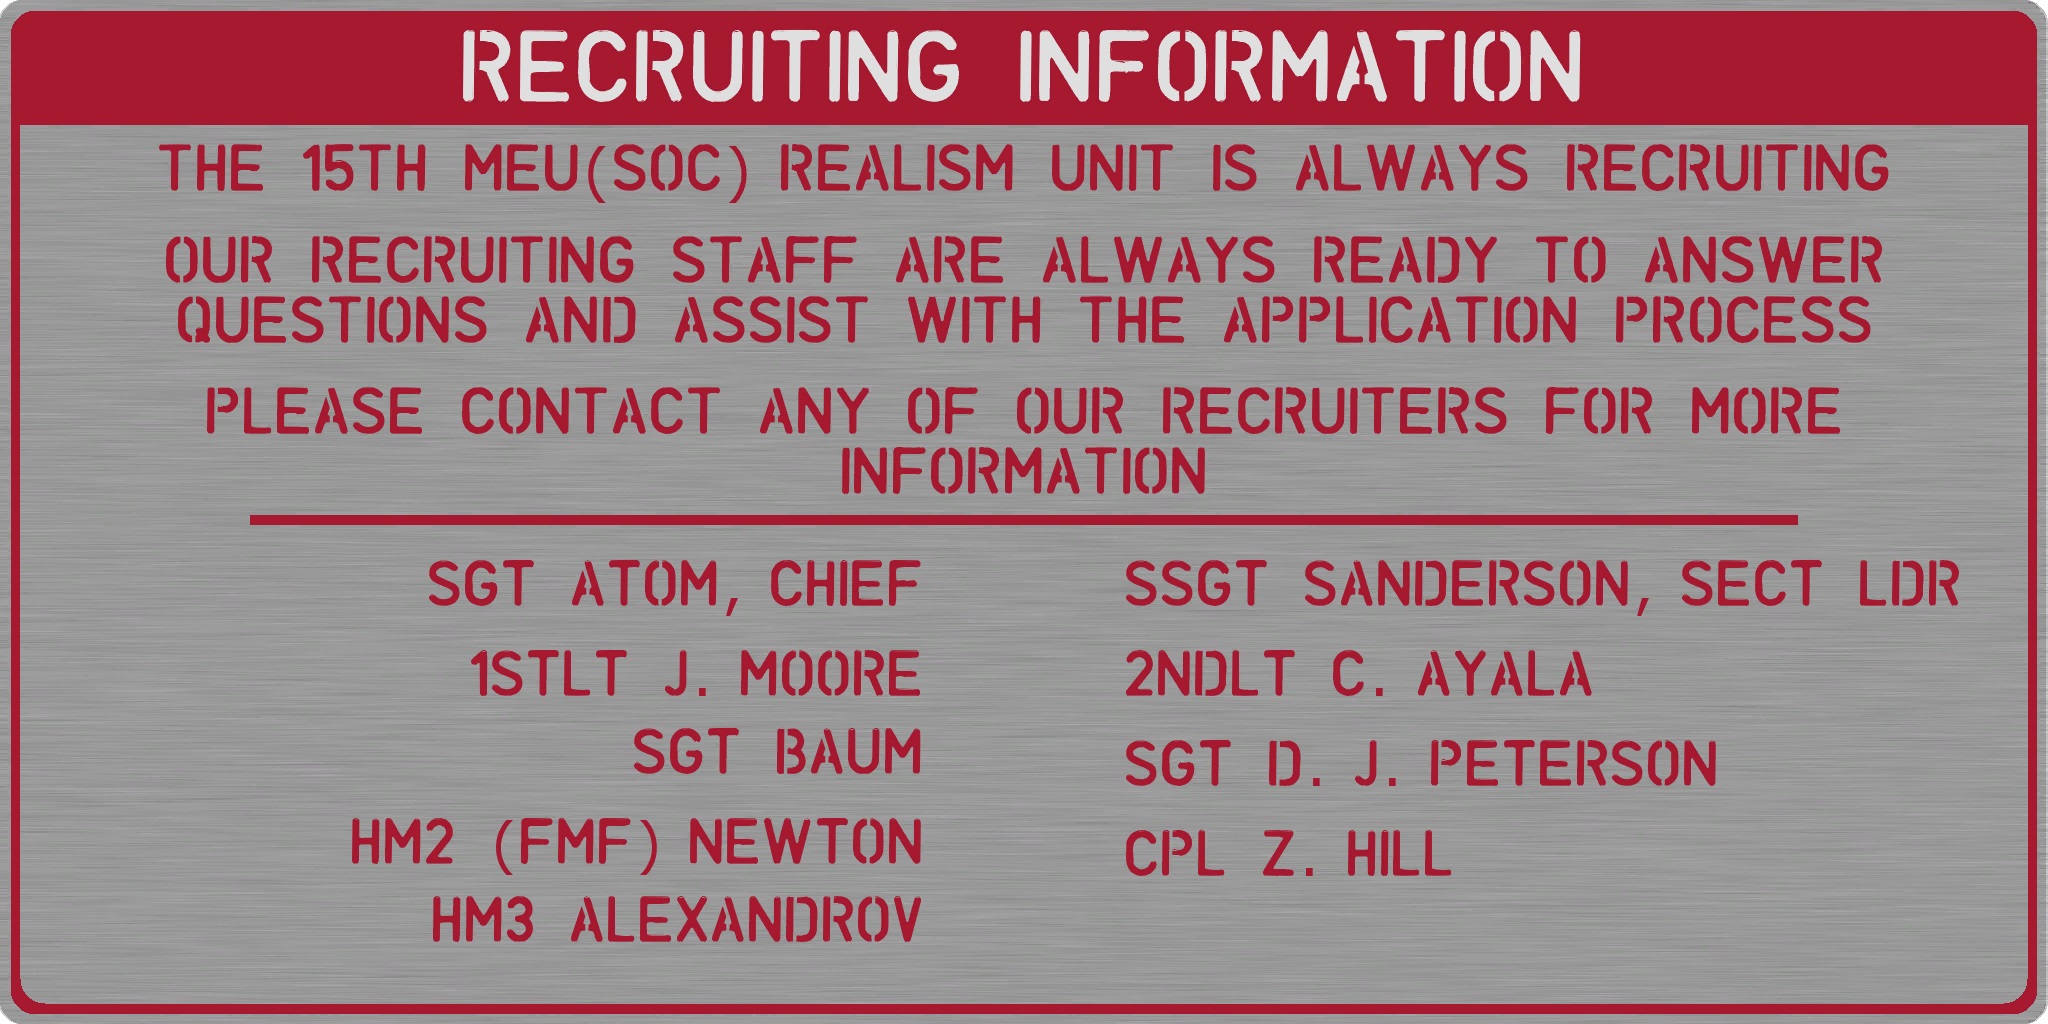 RECRUITING INFORMATION
THE 15TH MEU(SOC) REALISM UNIT IS ALWAYS RECRUITING
OUR RECRUITING STAFF ARE ALWAYS READY TO ANSWER
QUESTIONS AND ASSIST WITH THE APPLICATION PROCESS
PLEASE CONTACT ANY OF OUR RECRUITERS FOR MORE
INFORMATION
SGT ATOM, CHIEF
1STLT J. MOORE
SGT BAUM
HM2 (FMF) NEWTON
HM3 ALEXANDROV
SSGT SANDERSON, SECT LDR
2NDLT C. AYALA
SGT D. J. PETERSON
CPL Z. HILL